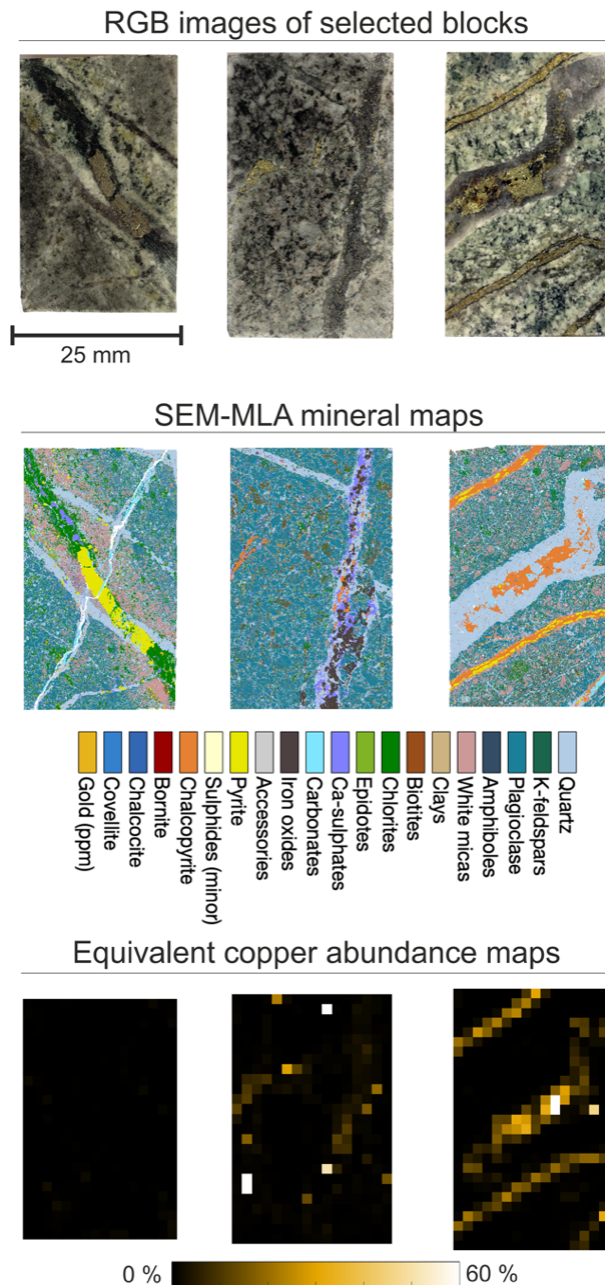 RGB images of selected blocks
25 mm
SEM-MLA mineral maps
Gold (ppm)
Covellite
Chalcocite
Bornite
Chalcopyrite
Sulphides (minor)
Pyrite
Accessories
Iron oxides
Carbonates
Ca-sulphates
Epidotes
Chlorites
Biotites
Clays
White micas
Amphiboles
Plagioclase
K-feldspars
Quartz
Equivalent copper abundance maps
0 % 60 %